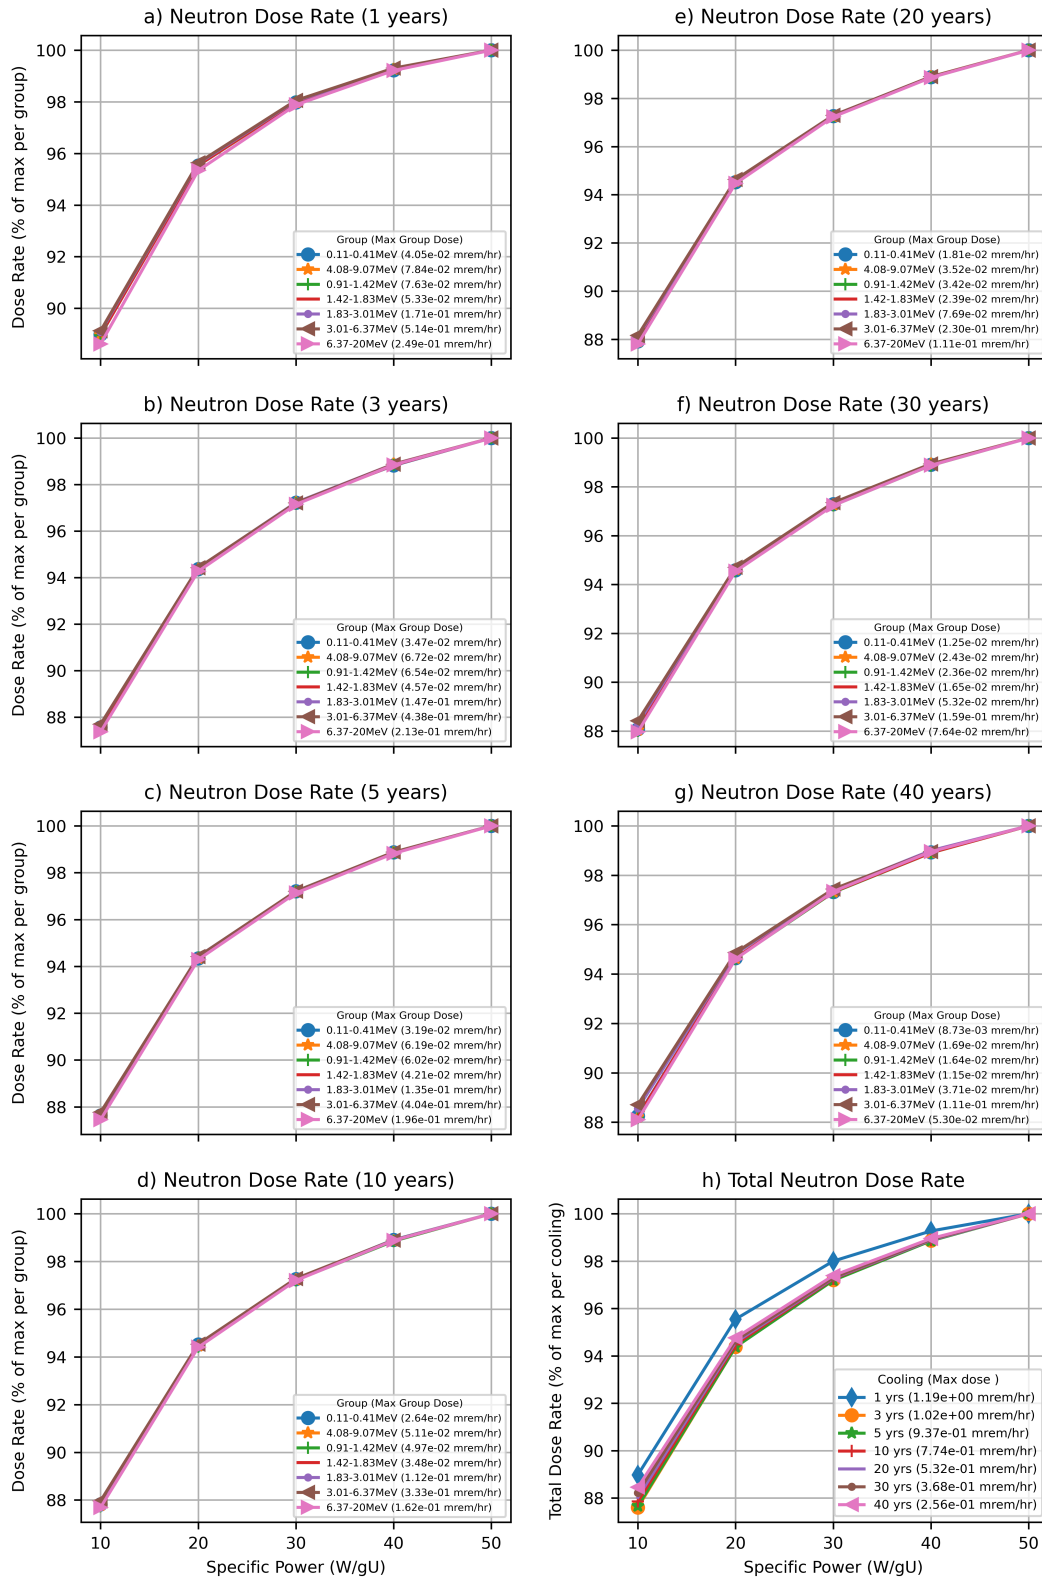 a) Neutron Dose Rate (1 years)
Dose Rate (% of max per group)
100
98
96
94
92
90
Group (Max Group Dose)
0.11-0.41MeV (4.05e-02 mrem/hr)
4.08-9.07MeV (7.84e-02 mrem/hr)
0.91-1.42MeV (7.63e-02 mrem/hr)
1.42-1.83MeV (5.33e-02 mrem/hr)
1.83-3.01MeV (1.71e-01 mrem/hr)
3.01-6.37MeV (5.14e-01 mrem/hr)
6.37-20MeV (2.49e-01 mrem/hr)
b) Neutron Dose Rate (3 years)
Dose Rate (% of max per group)
100
98
96
94
92
90
88
Group (Max Group Dose)
0.11-0.41MeV (3.47e-02 mrem/hr)
4.08-9.07MeV (6.72e-02 mrem/hr)
0.91-1.42MeV (6.54e-02 mrem/hr)
1.42-1.83MeV (4.57e-02 mrem/hr)
1.83-3.01MeV (1.47e-01 mrem/hr)
3.01-6.37MeV (4.38e-01 mrem/hr)
6.37-20MeV (2.13e-01 mrem/hr)
c) Neutron Dose Rate (5 years)
Dose Rate (% of max per group)
100
98
96
94
92
90
88
Group (Max Group Dose)
0.11-0.41MeV (3.19e-02 mrem/hr)
4.08-9.07MeV (6.19e-02 mrem/hr)
0.91-1.42MeV (6.02e-02 mrem/hr)
1.42-1.83MeV (4.21e-02 mrem/hr)
1.83-3.01MeV (1.35e-01 mrem/hr)
3.01-6.37MeV (4.04e-01 mrem/hr)
6.37-20MeV (1.96e-01 mrem/hr)
d) Neutron Dose Rate (10 years)
Dose Rate (% of max per group)
100
98
96
94
92
90
88
Group (Max Group Dose)
0.11-0.41MeV (2.64e-02 mrem/hr)
4.08-9.07MeV (5.11e-02 mrem/hr)
0.91-1.42MeV (4.97e-02 mrem/hr)
1.42-1.83MeV (3.48e-02 mrem/hr)
1.83-3.01MeV (1.12e-01 mrem/hr)
3.01-6.37MeV (3.33e-01 mrem/hr)
6.37-20MeV (1.62e-01 mrem/hr)
10 20 30 40 50
Specific Power (W/gU)
e) Neutron Dose Rate (20 years)
100
98
96
94
92
90
88
Group (Max Group Dose)
0.11-0.41MeV (1.81e-02 mrem/hr)
4.08-9.07MeV (3.52e-02 mrem/hr)
0.91-1.42MeV (3.42e-02 mrem/hr)
1.42-1.83MeV (2.39e-02 mrem/hr)
1.83-3.01MeV (7.69e-02 mrem/hr)
3.01-6.37MeV (2.30e-01 mrem/hr)
6.37-20MeV (1.11e-01 mrem/hr)
f) Neutron Dose Rate (30 years)
100
98
96
94
92
90
88
Group (Max Group Dose)
0.11-0.41MeV (1.25e-02 mrem/hr)
4.08-9.07MeV (2.43e-02 mrem/hr)
0.91-1.42MeV (2.36e-02 mrem/hr)
1.42-1.83MeV (1.65e-02 mrem/hr)
1.83-3.01MeV (5.32e-02 mrem/hr)
3.01-6.37MeV (1.59e-01 mrem/hr)
6.37-20MeV (7.64e-02 mrem/hr)
g) Neutron Dose Rate (40 years)
100
98
96
94
92
90
88
Group (Max Group Dose)
0.11-0.41MeV (8.73e-03 mrem/hr)
4.08-9.07MeV (1.69e-02 mrem/hr)
0.91-1.42MeV (1.64e-02 mrem/hr)
1.42-1.83MeV (1.15e-02 mrem/hr)
1.83-3.01MeV (3.71e-02 mrem/hr)
3.01-6.37MeV (1.11e-01 mrem/hr)
6.37-20MeV (5.30e-02 mrem/hr)
h) Total Neutron Dose Rate
Total Dose Rate (% of max per cooling)
100
98
96
94
92
90
88
Cooling (Max dose )
1 yrs (1.19e+00 mrem/hr)
3 yrs (1.02e+00 mrem/hr)
5 yrs (9.37e-01 mrem/hr)
10 yrs (7.74e-01 mrem/hr)
20 yrs (5.32e-01 mrem/hr)
30 yrs (3.68e-01 mrem/hr)
40 yrs (2.56e-01 mrem/hr)
10 20 30 40 50
Specific Power (W/gU)